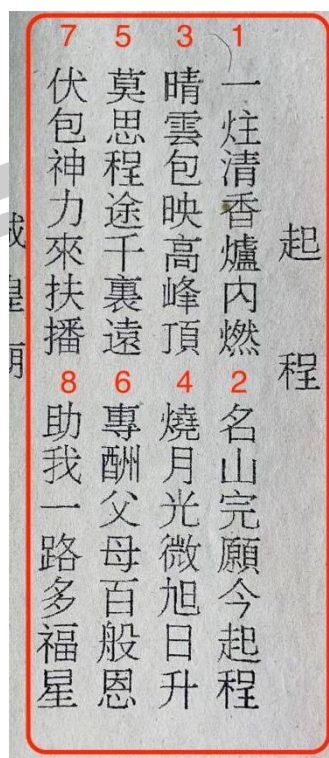 起程
1
一炷清香爐內燃
2
名山完願今起程
3
晴雲包映高峰頂
4
燒月光微旭日升
5
莫思程途千裏遠
6
專酬父母百般恩
7
伏包神力來扶播
8
助我一路多福星
皇廟